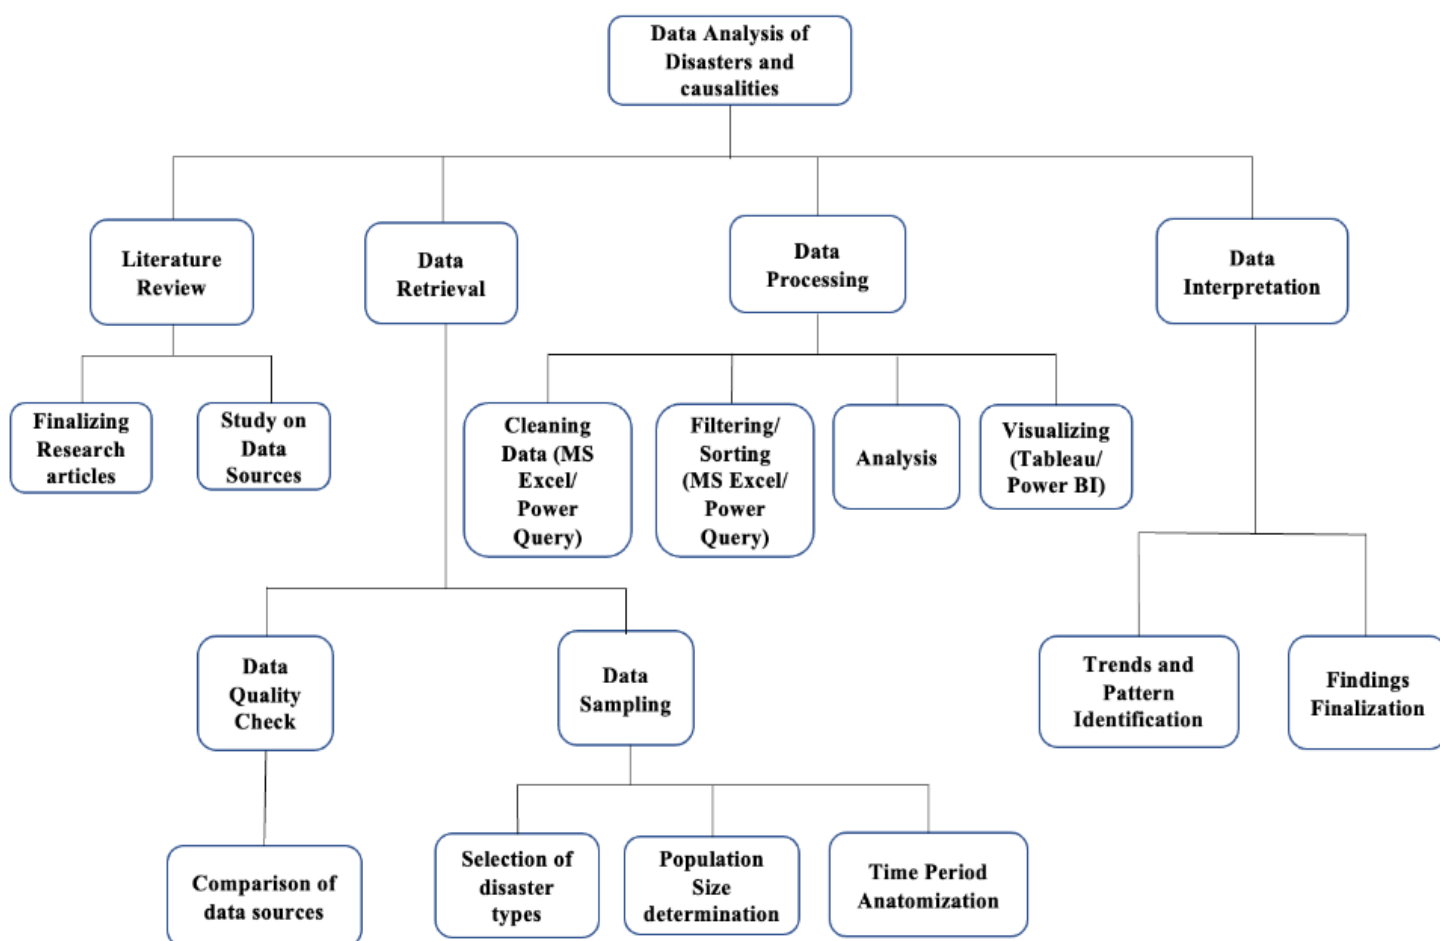 Data Analysis of
Disasters and
causalities
Literature
Review
Data
Retrieval
Data
Processing
Data
Interpretation
Finalizing
Research
articles
Study on
Data
Sources
Cleaning
Data (MS
Excel/
Power
Query)
Filtering/
Sorting
(MS Excel/
Power
Query)
Analysis
Visualizing
(Tableau/
Power BI)
Data
Quality
Check
Data
Sampling
Trends and
Pattern
Identification
Findings
Finalization
Comparison of
data sources
Selection of
disaster
types
Population
Size
determination
Time Period
Anatomization